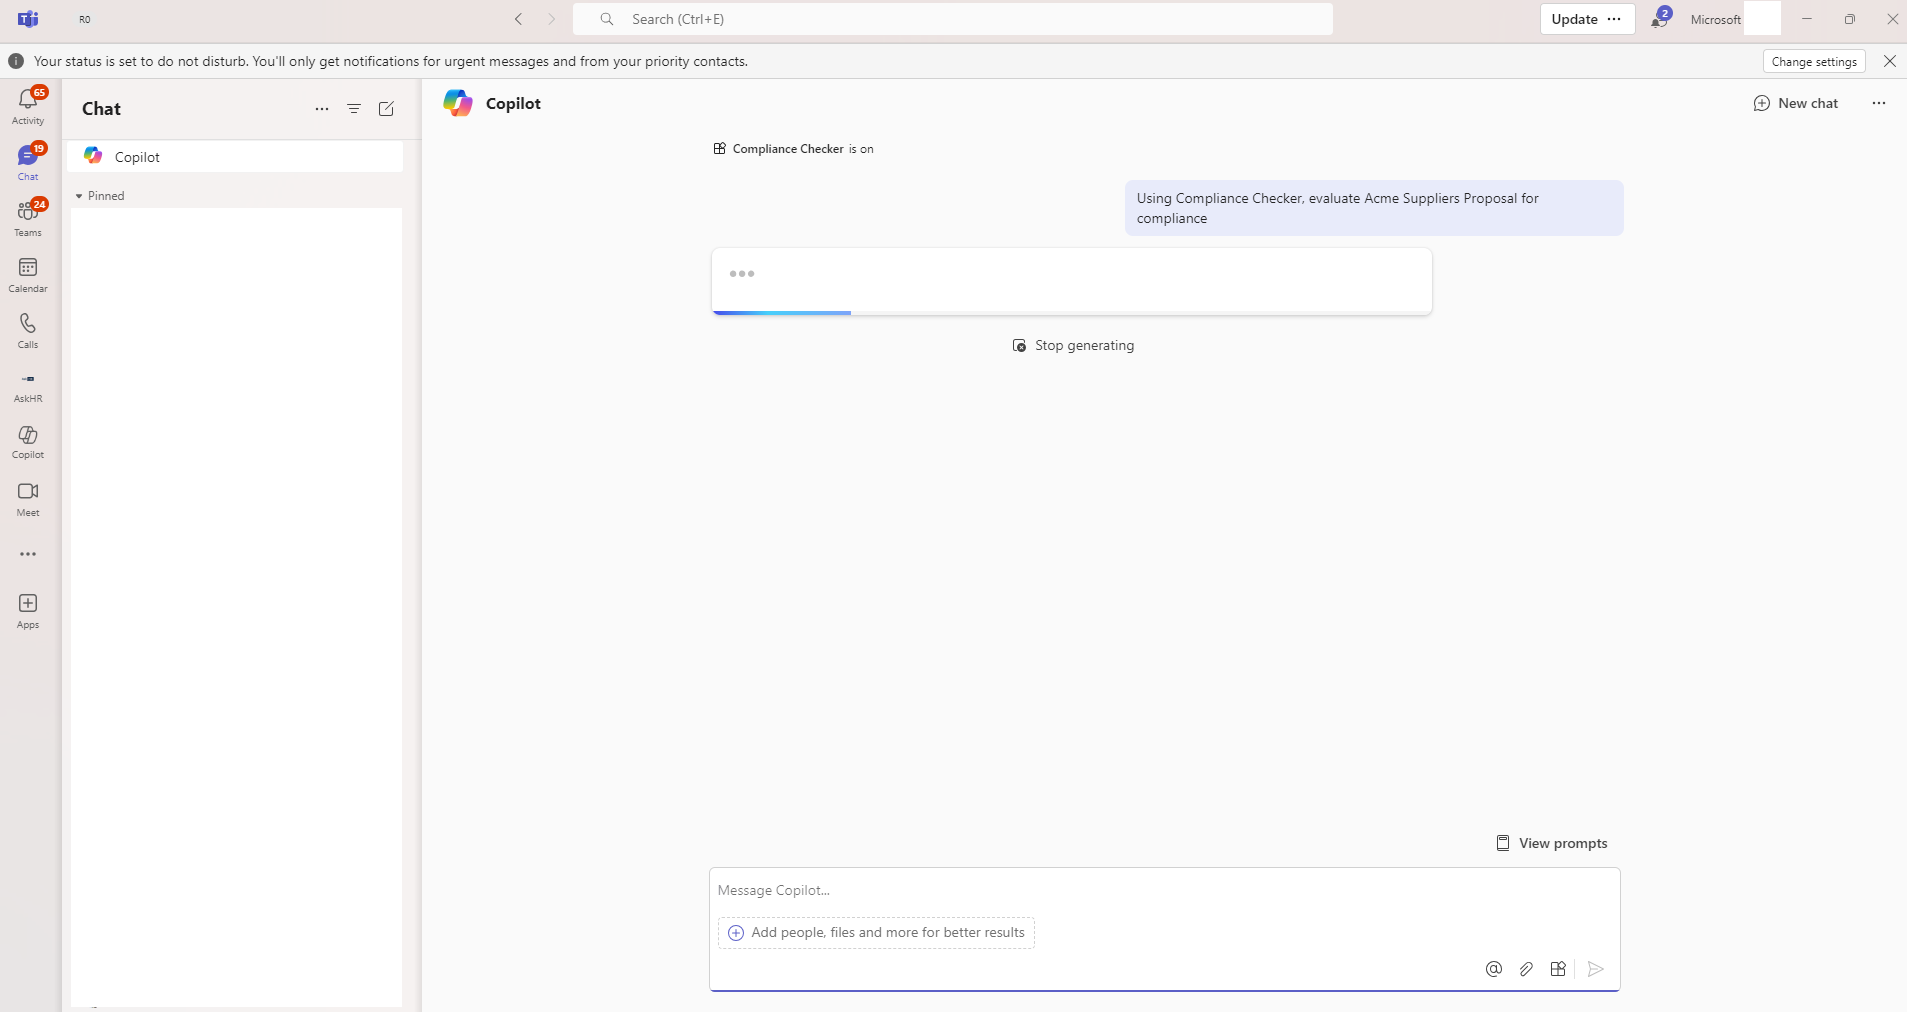 R0
Search (Ctrl+E)
Update
2
Microsoft
Your status is set to do not disturb. You'll only get notifications for urgent messages and from your priority contacts.
Change settings
65
Activity
19
Chat
24
Teams
Calendar
Calls
AskHR
Copilot
Meet
Apps
Chat
Copilot
Pinned
Copilot
New chat
Compliance Checker is on
Using Compliance Checker, evaluate Acme Suppliers Proposal for
compliance
Stop generating
View prompts
Message Copilot...
Add people, files and more for better results